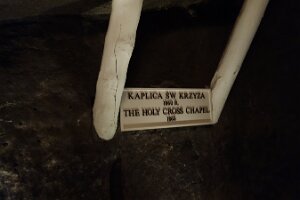 KAPLICA ŚW KRZYŻA
THE HOLY CROSS CHAPEL